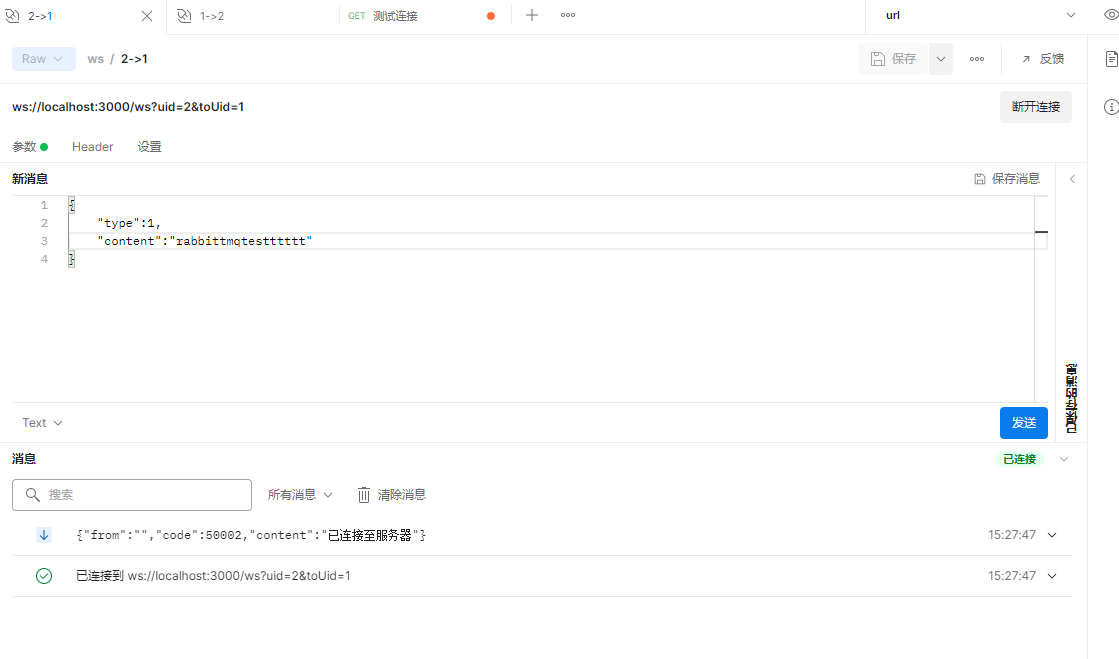 2->1
1->2
GET 测试连接
url
Raw
ws / 2->1
保存
反馈
ws://localhost:3000/ws?uid=2&toUid=1
断开连接
参数
Header
设置
新消息
保存消息
1 {
2 "type":1,
3 "content":"rabbittmqtestttttt"
4 }
已保存的消息
Text
发送
消息
已连接
搜索
所有消息
清除消息
{"from":"","code":50002,"content":"已连接至服务器"}
15:27:47
已连接到 ws://localhost:3000/ws?uid=2&toUid=1
15:27:47